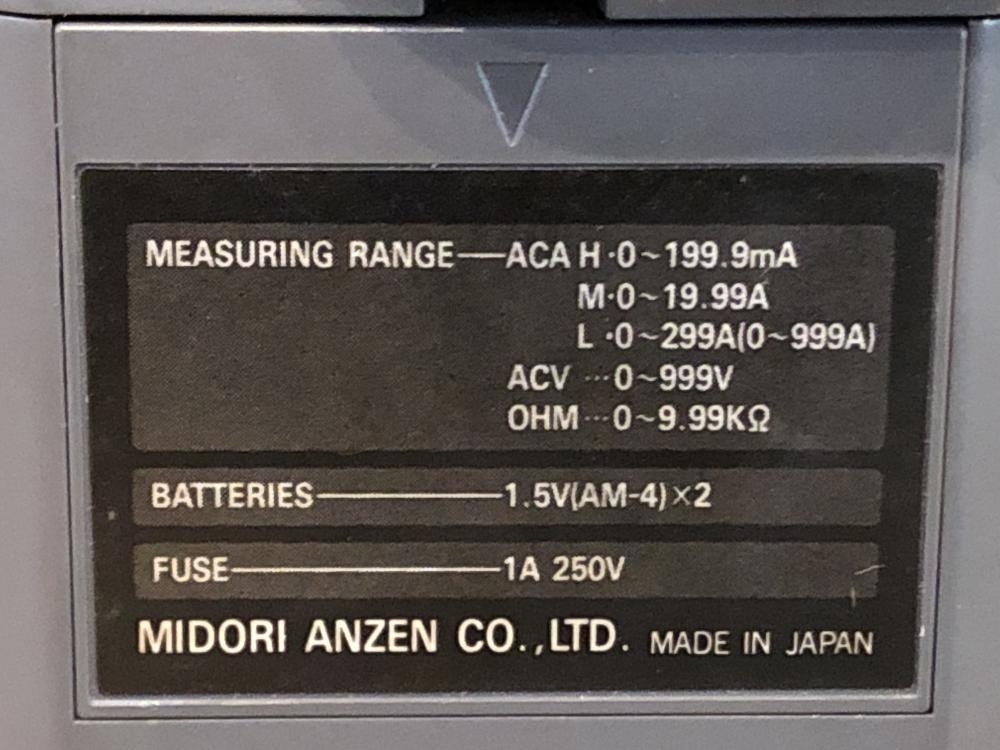 MEASURING RANGE—ACA H·0~199.9mA
M·0~19.99A
L·0~299A(0~999A)
ACV ···0~999V
OHM···0~9.99KΩ
BATTERIES———1.5V(AM-4)×2
FUSE———1A 250V
MIDORI ANZEN CO.,LTD. MADE IN JAPAN